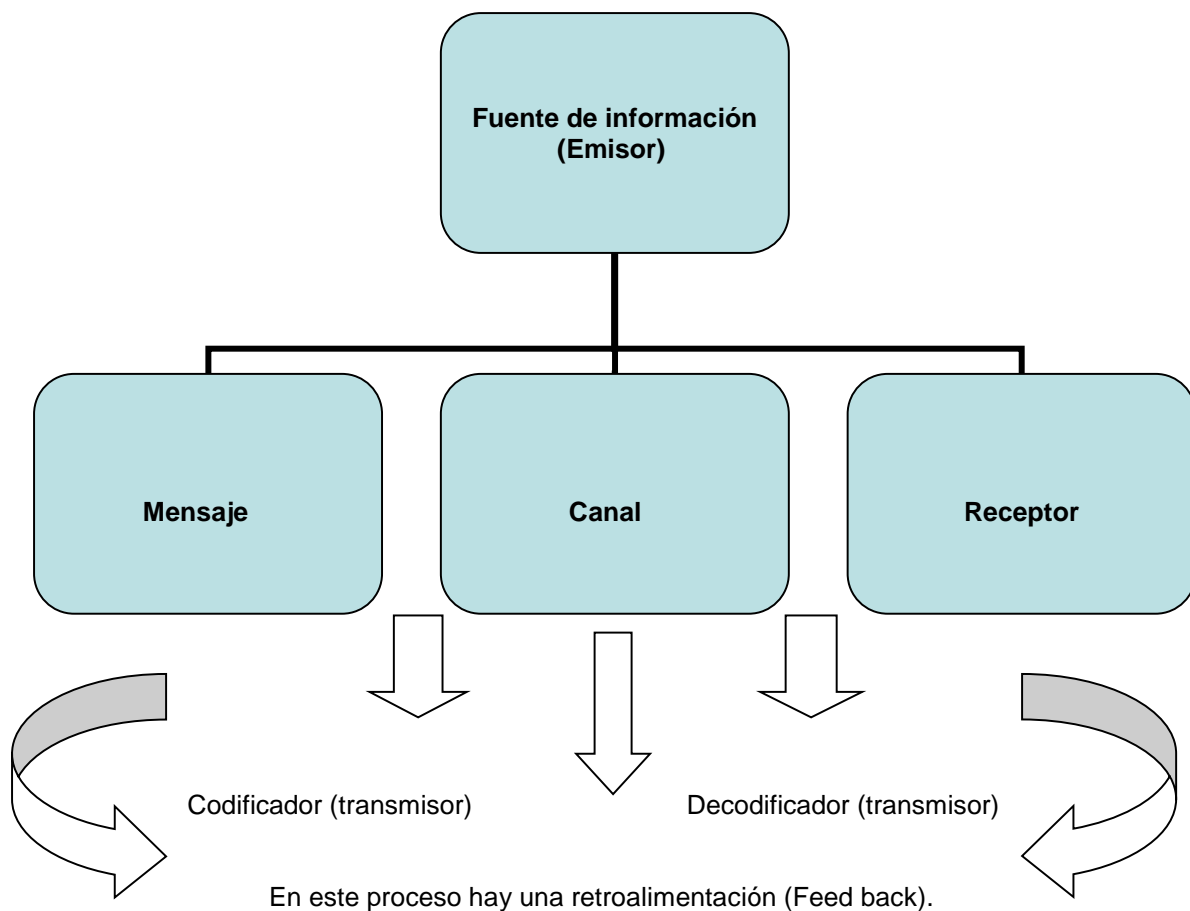 Fuente de información
(Emisor)
Mensaje
Canal
Receptor
Codificador (transmisor)
Decodificador (transmisor)
En este proceso hay una retroalimentación (Feed back).